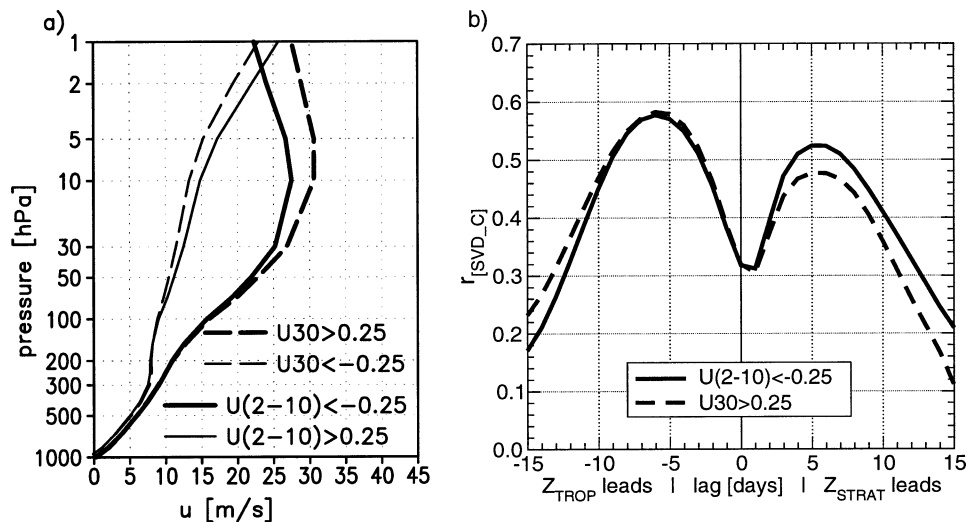 a)
1
2
5
10
30
50
100
200
300
500
1000
pressure [hPa]
0 5 10 15 20 25 30 35 40 45
u [m/s]
U30>0.25
U30<-0.25
U(2-10)<-0.25
U(2-10)>0.25
b)
0.7
0.6
0.5
0.4
0.3
0.2
0.1
0.0
r[SVD_C]
-15 -10 -5 0 5 10 15
ZTROP leads | lag [days] | ZSTRAT leads
U(2-10)<-0.25
U30>0.25